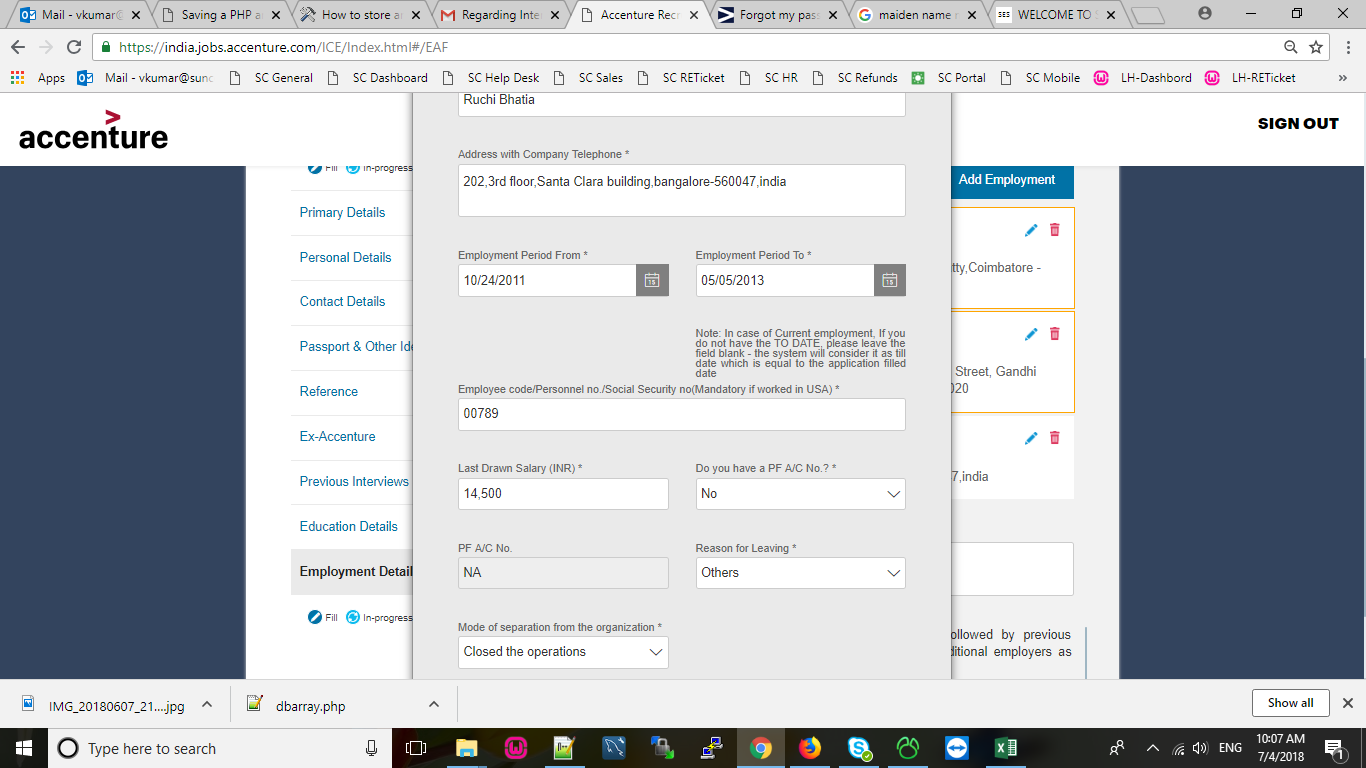 Mail - vkumar@
Saving a PHP a
How to store ar
Regarding Inter
Accenture Recr
Forgot my pass
maiden name r
SES WELCOME TO S
https://india.jobs.accenture.com/ICE/Index.html#/EAF
Apps
Mail - vkumar@sund
SC General
SC Dashboard
SC Help Desk
SC Sales
SC RETicket
SC HR
SC Refunds
SC Portal
SC Mobile
LH-Dashbord
LH-RETicket
»
accenture
SIGN OUT
Fill
In-progress
Primary Details
Personal Details
Contact Details
Passport & Other Ide
Reference
Ex-Accenture
Previous Interviews
Education Details
Employment Detail
Fill
In-progress
Ruchi Bhatia
Address with Company Telephone *
202,3rd floor,Santa Clara building,bangalore-560047,india
Employment Period From *
Employment Period To *
10/24/2011
15
05/05/2013
15
Note: In case of Current employment, If you
do not have the TO DATE, please leave the
field blank - the system will consider it as till
date which is equal to the application filled
date
Employee code/Personnel no./Social Security no(Mandatory if worked in USA) *
00789
Last Drawn Salary (INR) *
Do you have a PF A/C No.? *
14,500
No
PF A/C No.
Reason for Leaving *
NA
Others
Mode of separation from the organization *
Closed the operations
Add Employment
tty,Coimbatore -
Street, Gandhi
020
7,india
ollowed by previous
ditional employers as
IMG_20180607_21....jpg
dbarray.php
Show all
Type here to search
ENG
10:07 AM
7/4/2018
1